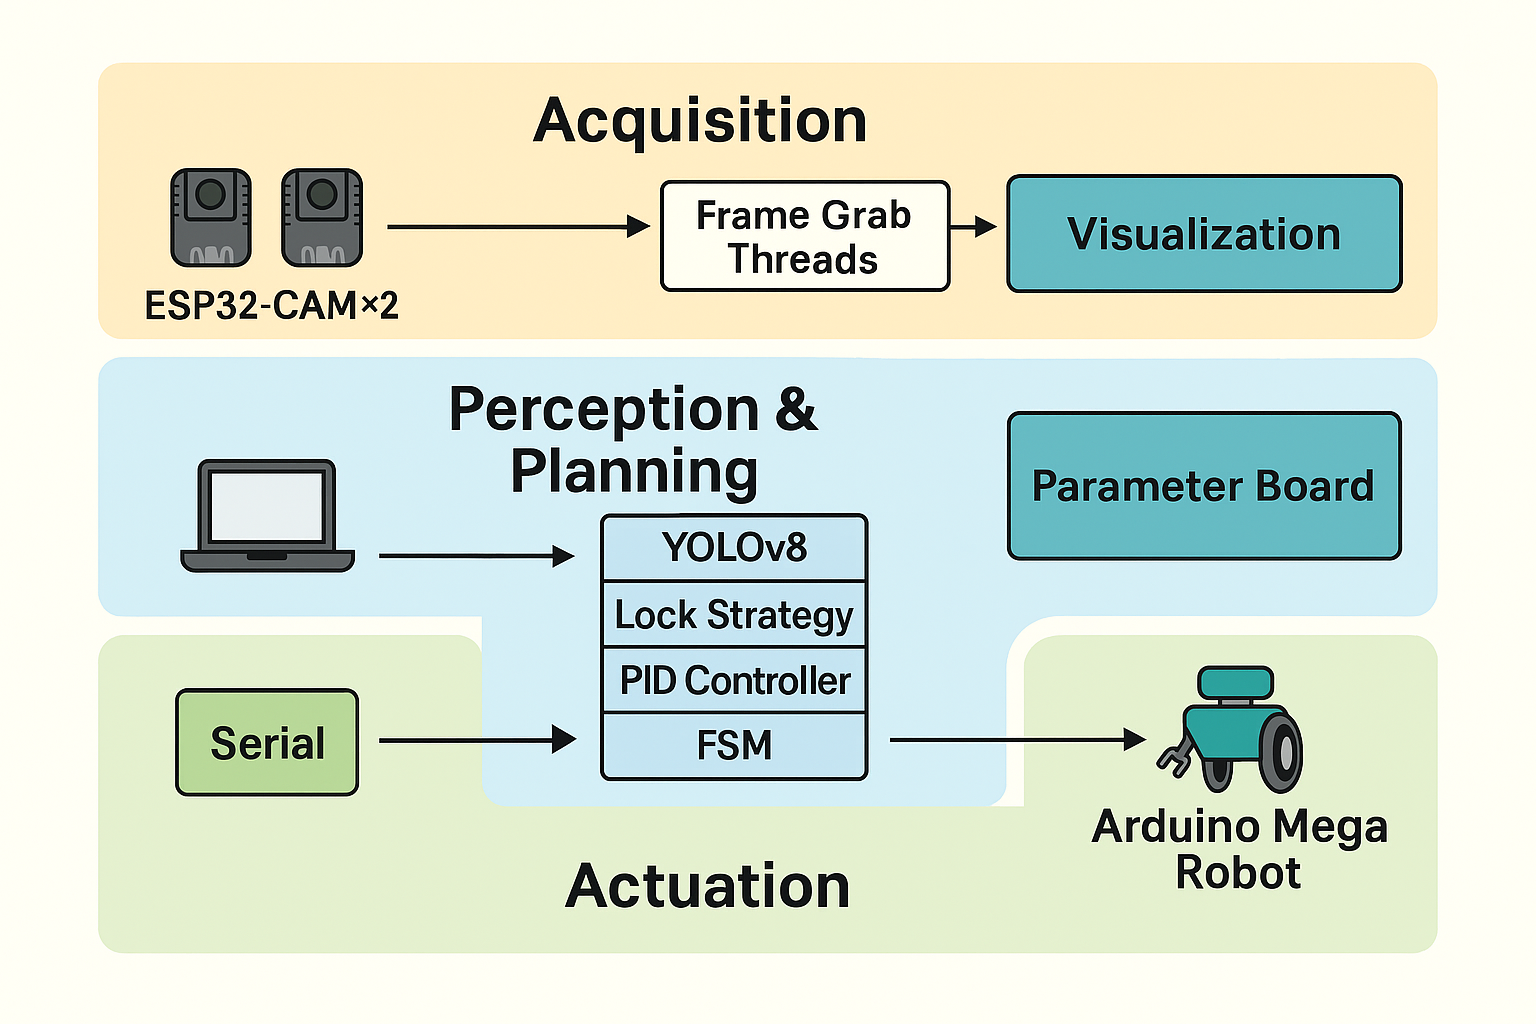 Acquisition
ESP32-CAM×2
Frame Grab
Threads
Visualization
Perception &
Planning
YOLOv8
Lock Strategy
PID Controller
FSM
Parameter Board
Serial
Arduino Mega
Robot
Actuation